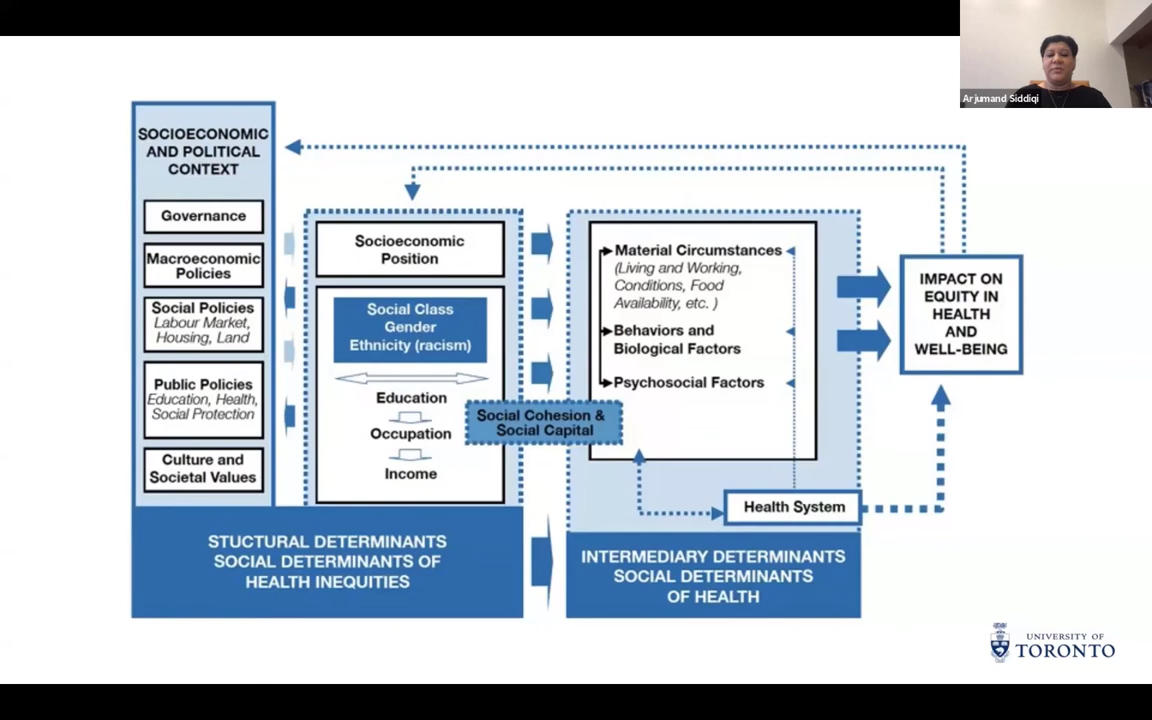 Arjumand Siddiqi
SOCIOECONOMIC
AND POLITICAL
CONTEXT
Governance
Macroeconomic
Policies
Social Policies
Labour Market,
Housing, Land
Public Policies
Education, Health,
Social Protection
Culture and
Societal Values
Socioeconomic
Position
Social Class
Gender
Ethnicity (racism)
Education
Occupation
Income
STUCTURAL DETERMINANTS
SOCIAL DETERMINANTS OF
HEALTH INEQUITIES
Social Cohesion &
Social Capital
Material Circumstances
(Living and Working,
Conditions, Food
Availability, etc. )
Behaviors and
Biological Factors
Psychosocial Factors
Health System
INTERMEDIARY DETERMINANTS
SOCIAL DETERMINANTS
OF HEALTH
IMPACT ON
EQUITY IN
HEALTH
AND
WELL-BEING
UNIVERSITY OF
TORONTO